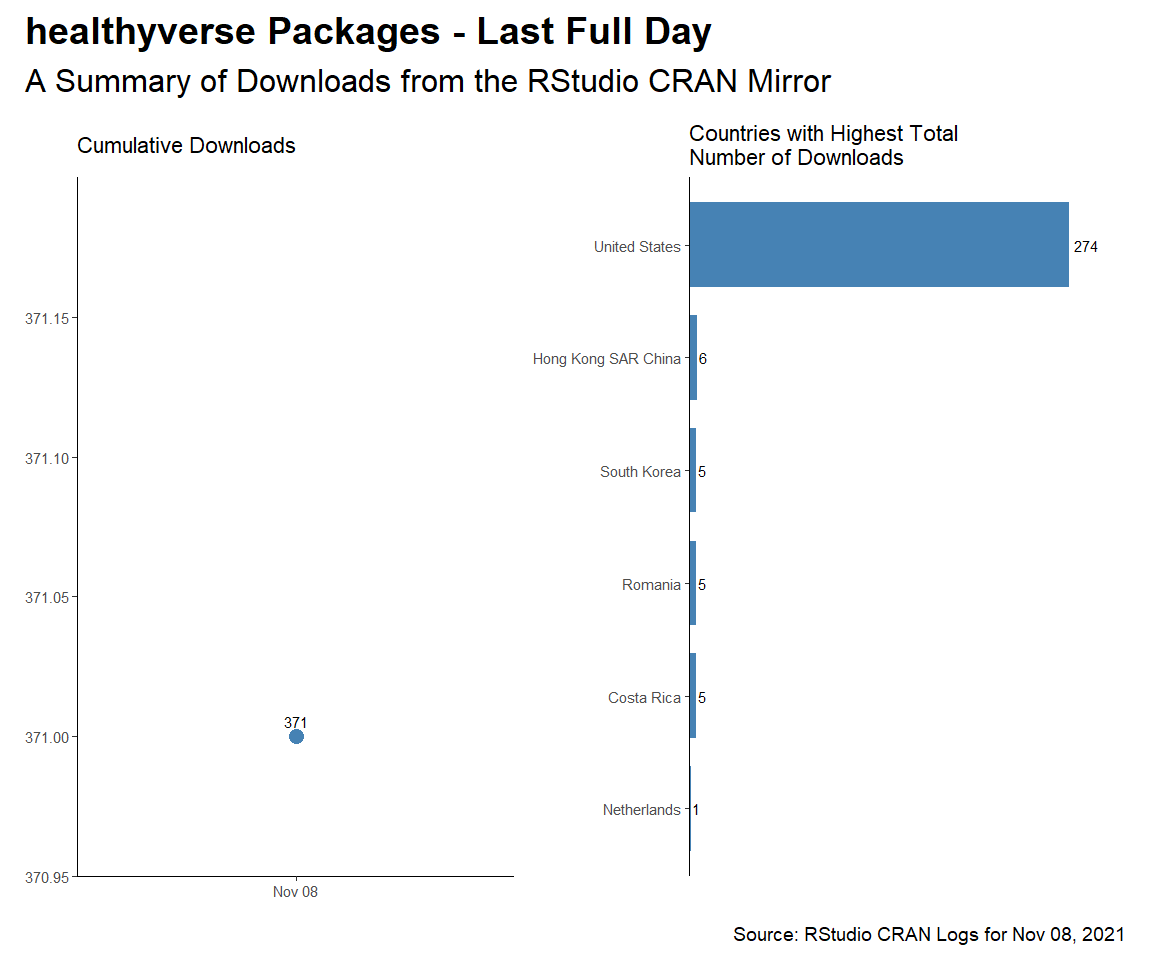 healthyverse Packages - Last Full Day
A Summary of Downloads from the RStudio CRAN Mirror
Cumulative Downloads
371.15
371.10
371.05
371.00
370.95
371
Nov 08
Countries with Highest Total
Number of Downloads
United States
274
Hong Kong SAR China
6
South Korea
5
Romania
5
Costa Rica
5
Netherlands
1
Source: RStudio CRAN Logs for Nov 08, 2021